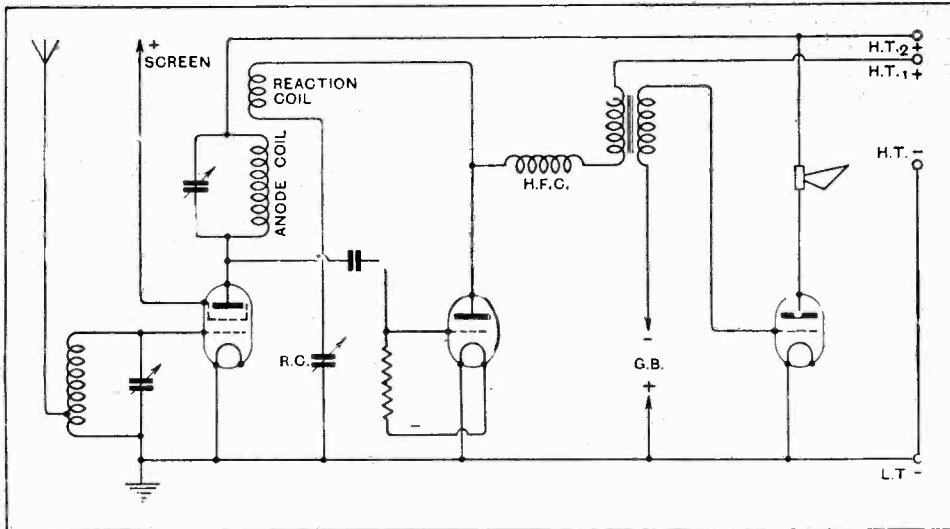 +
SCREEN
REACTION
COIL
ANODE COIL
H.T.2 +
H.T.1 +
H.T. -
H.F.C.
R.C.
-
-
G.B.
+
L.T -